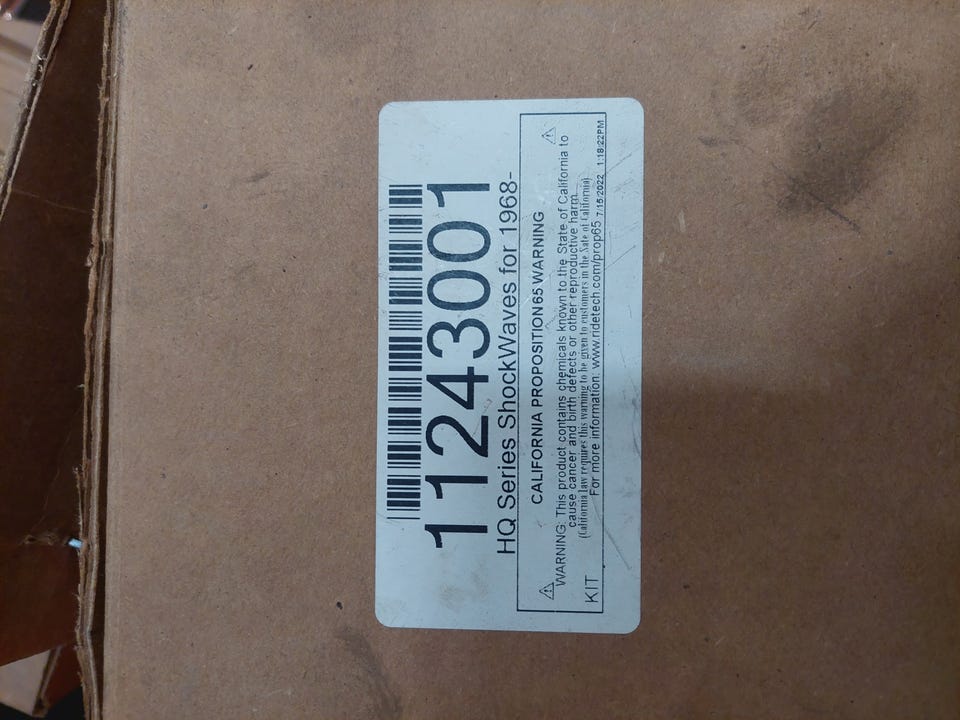 11243001
HQ Series ShockWaves for 1968-
CALIFORNIA PROPOSITION 65 WARNING
WARNING: This product contains chemicals known to the State of California to
cause cancer and birth defects or other reproductive harm.
(California law requires this warning to be given to customers in the Sate of California)
For more information: www.ridetech.com/prop65
KIT
7/15/2022 1:18:22PM